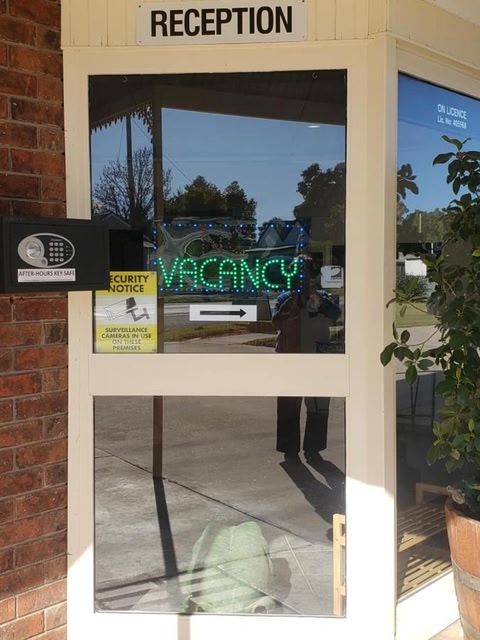 RECEPTION
ON LICENCE
VACANCY
AFTER-HOURS KEY SAFE
SECURITY
NOTICE
SURVEILLANCE
CAMERAS IN USE
ON THESE
PREMISES